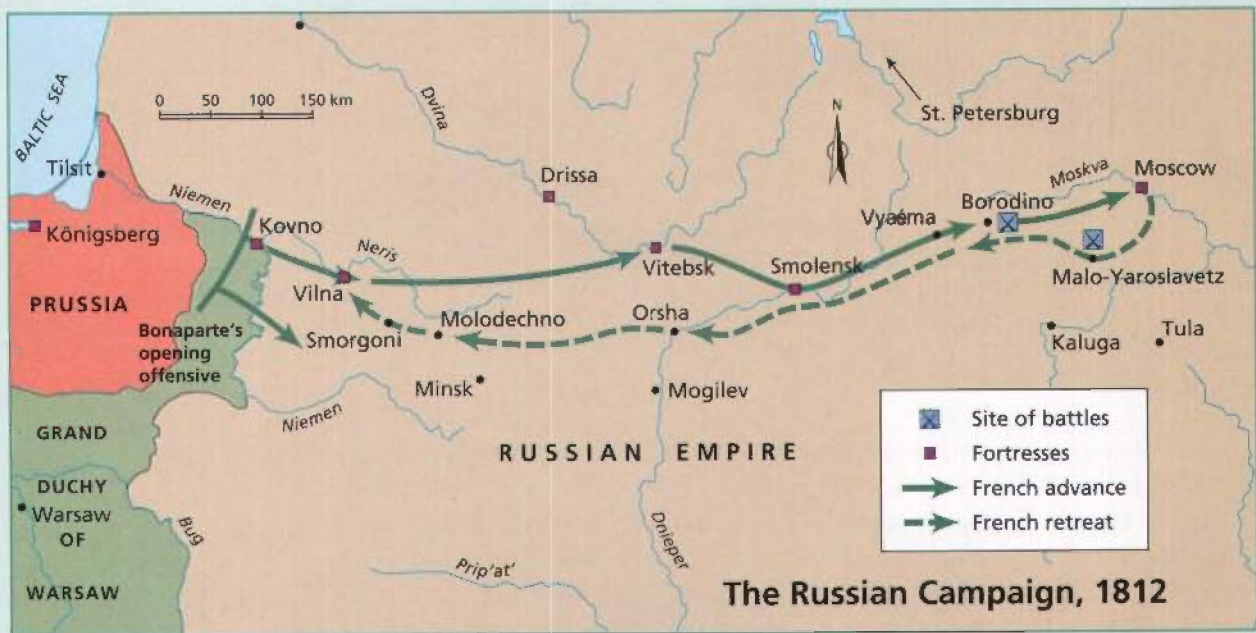 BALTIC SEA
Tilsit
Niemen
Königsberg
PRUSSIA
Kovno
Neris
Vilna
Bonaparte's
opening
offensive
Smorgoni
Molodechno
Minsk
Niemen
GRAND
DUCHY
Warsaw
OF
WARSAW
Bug
0 50 100 150 km
Dvina
Drissa
Vitebsk
Smolensk
Orsha
Mogilev
RUSSIAN EMPIRE
Dnieper
Prip'at'
N
St. Petersburg
Borodino
Moskva
Moscow
Malo-Yaroslavetz
Kaluga
Tula
Site of battles
Fortresses
French advance
French retreat
The Russian Campaign, 1812